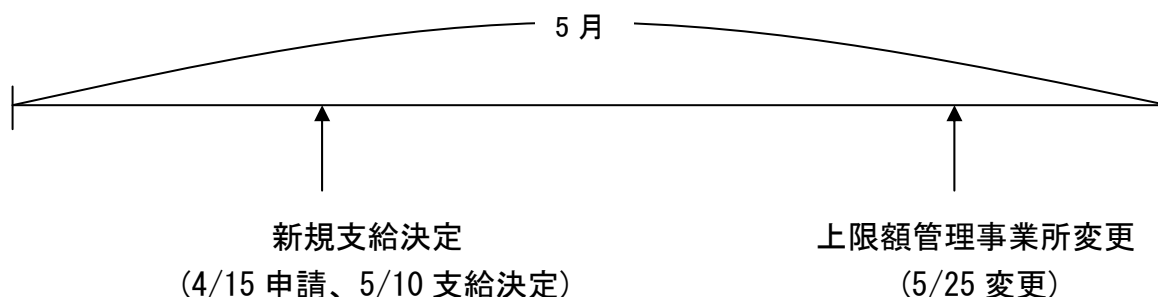 5 月
新規支給決定
(4/15 申請、5/10 支給決定)
上限額管理事業所変更
(5/25 変更)